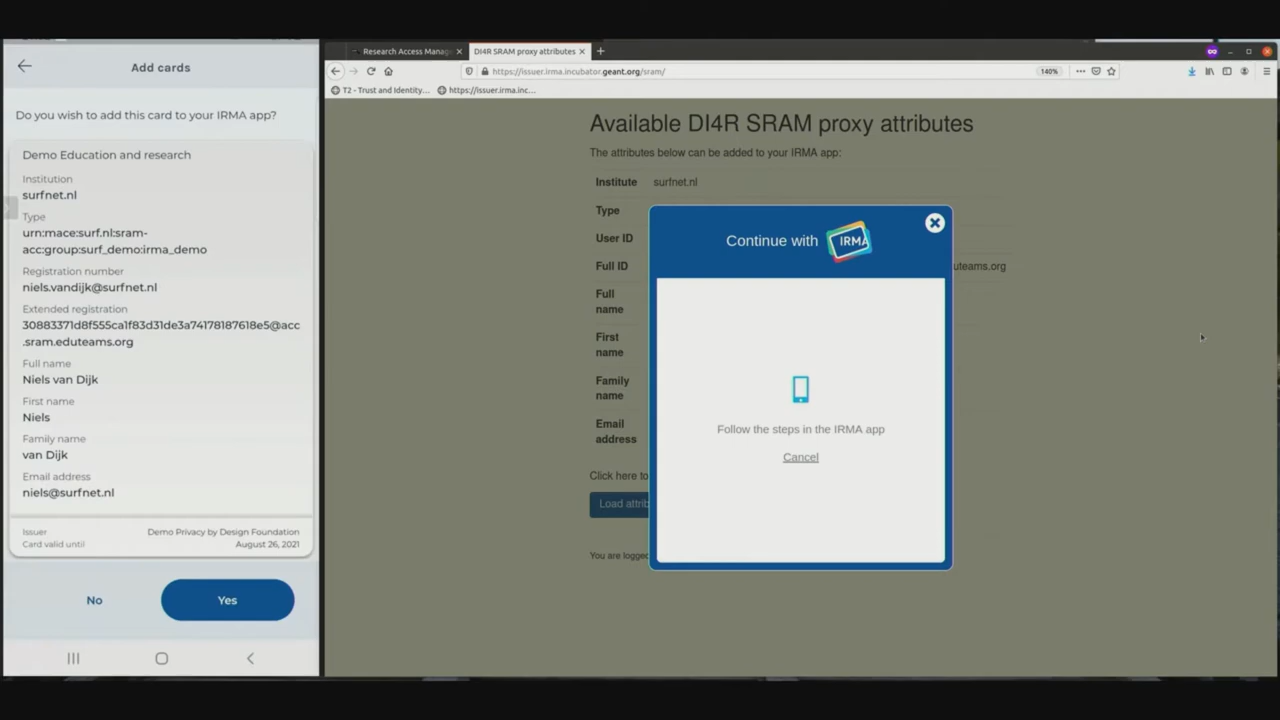 Add cards
Do you wish to add this card to your IRMA app?
Demo Education and research
Institution
surfnet.nl
Type
urn:mace:surf.nl:sram-
acc:group:surf_demo:irma_demo
Registration number
niels.vandijk@surfnet.nl
Extended registration
30883371d8f555ca1f83d31de3a74178187618e5@acc
.sram.eduteams.org
Full name
Niels van Dijk
First name
Niels
Family name
van Dijk
Email address
niels@surfnet.nl
Issuer Demo Privacy by Design Foundation
Card valid until August 26, 2021
No Yes
Research Access Manag
DI4R SRAM proxy attributes
https://issuer.irma.incubator.geant.org/sram/
140%
T2 - Trust and Identity...
https://issuer.irma.inc...
Available DI4R SRAM proxy attributes
The attributes below can be added to your IRMA app:
Institute surfnet.nl
Type
User ID
Full ID
uteams.org
Full
name
First
name
Family
name
Email
address
Click here to
Load attrib
You are logged
Continue with IRMA
Follow the steps in the IRMA app
Cancel